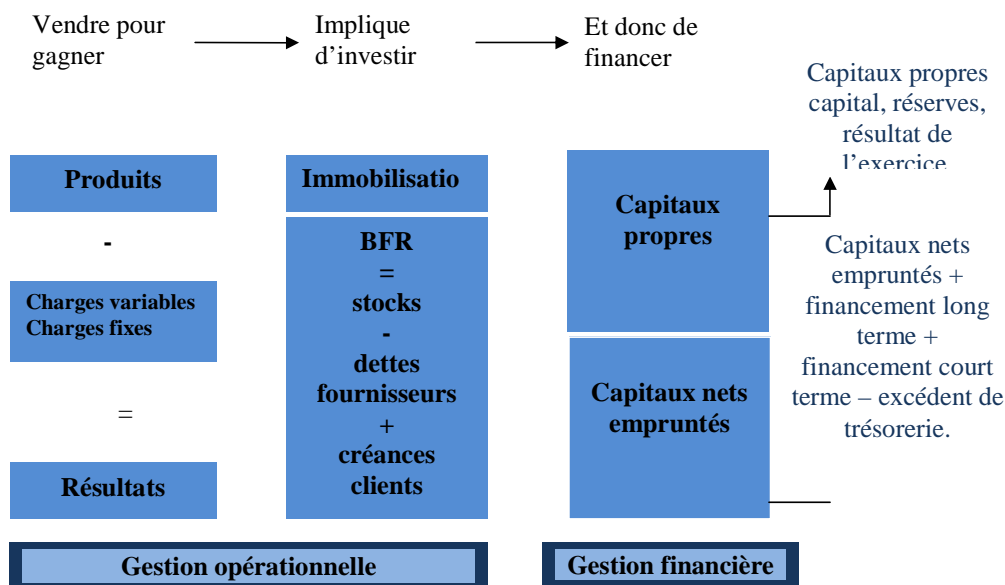 Vendre pour
gagner
Implique
d’investir
Et donc de
financer
Capitaux propres
capital, réserves,
résultat de
l’exercice
Produits
-
Charges variables
Charges fixes
=
Résultats
Immobilisatio
BFR
=
stocks
-
dettes
fournisseurs
+
créances
clients
Capitaux
propres
Capitaux nets
empruntés
Capitaux nets
empruntés +
financement long
terme +
financement court
terme – excédent de
trésorerie.
Gestion opérationnelle
Gestion financière